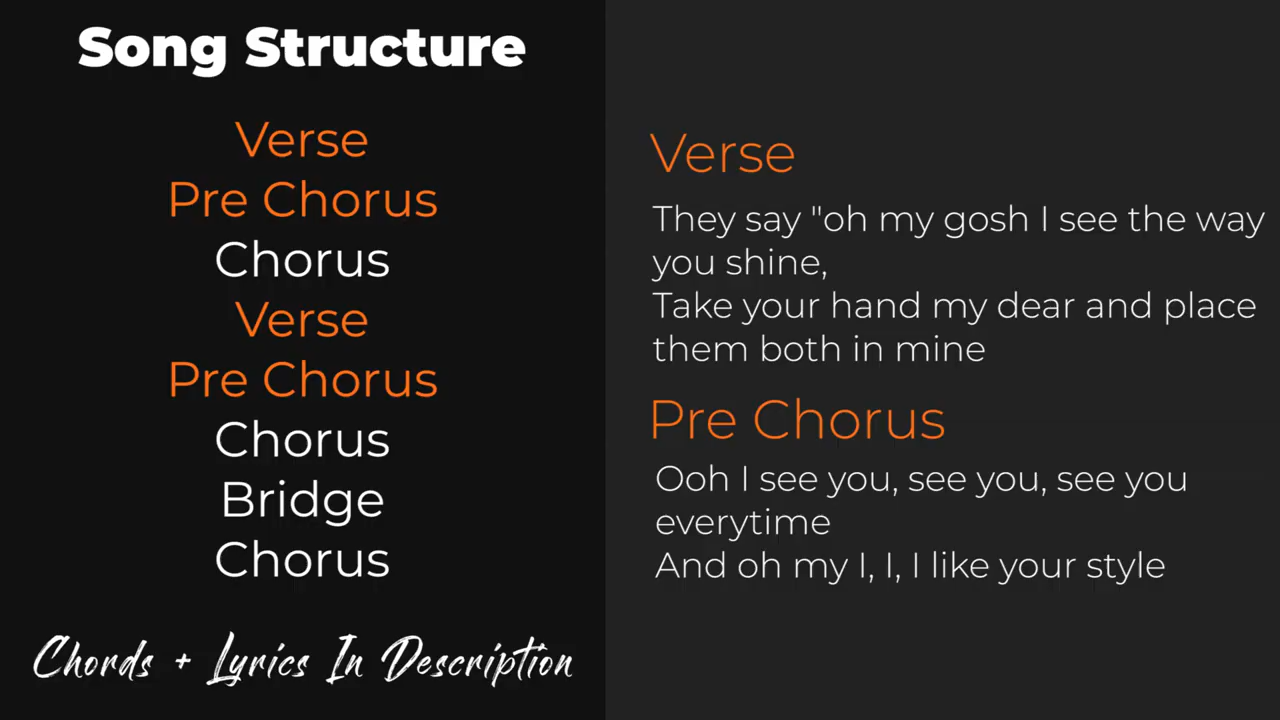 Song Structure
Verse
Pre Chorus
Chorus
Verse
Pre Chorus
Chorus
Bridge
Chorus
Chords + Lyrics In Description
Verse
They say "oh my gosh I see the way
you shine,
Take your hand my dear and place
them both in mine
Pre Chorus
Ooh I see you, see you, see you
everytime
And oh my I, I, I like your style